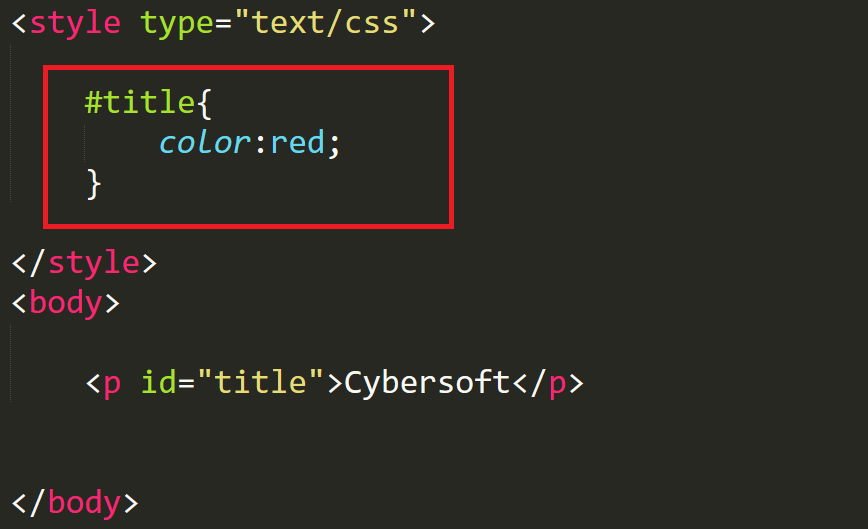 <style type="text/css">
#title{
color:red;
}
</style>
<body>
<p id="title">Cybersoft</p>
</body>